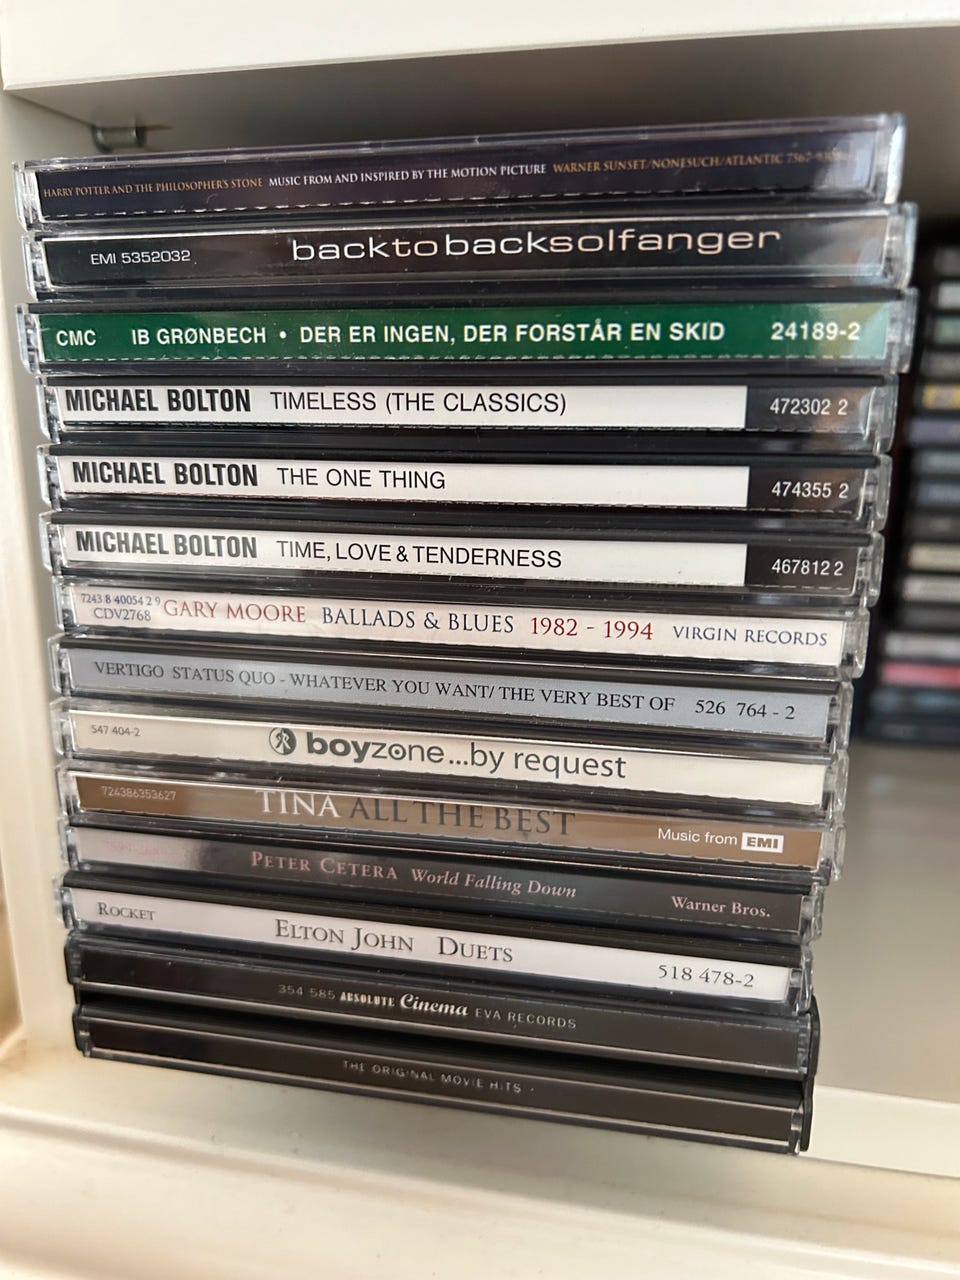 HARRY POTTER AND THE PHILOSOPHER'S STONE MUSIC FROM AND INSPIRED BY THE MOTION PICTURE WARNER SUNSET/NONESUCH/ATLANTIC
EMI 5352032 backtobacksolfanger
CMC IB GRØNBECH • DER ER INGEN, DER FORSTÅR EN SKID 24189-2
MICHAEL BOLTON TIMELESS (THE CLASSICS) 472302 2
MICHAEL BOLTON THE ONE THING 474355 2
MICHAEL BOLTON TIME, LOVE & TENDERNESS 467812 2
7243 8 40054 2 9
CDV2768 GARY MOORE BALLADS & BLUES 1982 - 1994 VIRGIN RECORDS
VERTIGO STATUS QUO - WHATEVER YOU WANT/ THE VERY BEST OF 526 764 - 2
547 404-2 boyzone...by request
724386353627 TINA ALL THE BEST Music from EMI
PETER CETERA World Falling Down Warner Bros.
ROCKET ELTON JOHN DUETS 518 478-2
354 585 ABSOLUTE Cinema EVA RECORDS
THE ORIGINAL MOVIE HITS ·